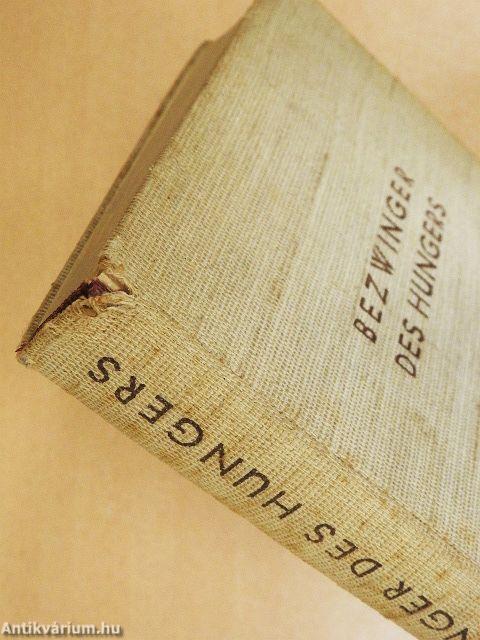 BEZWINGER
DES HUNGERS
NGER DES HUNGERS
Antikvárium.hu